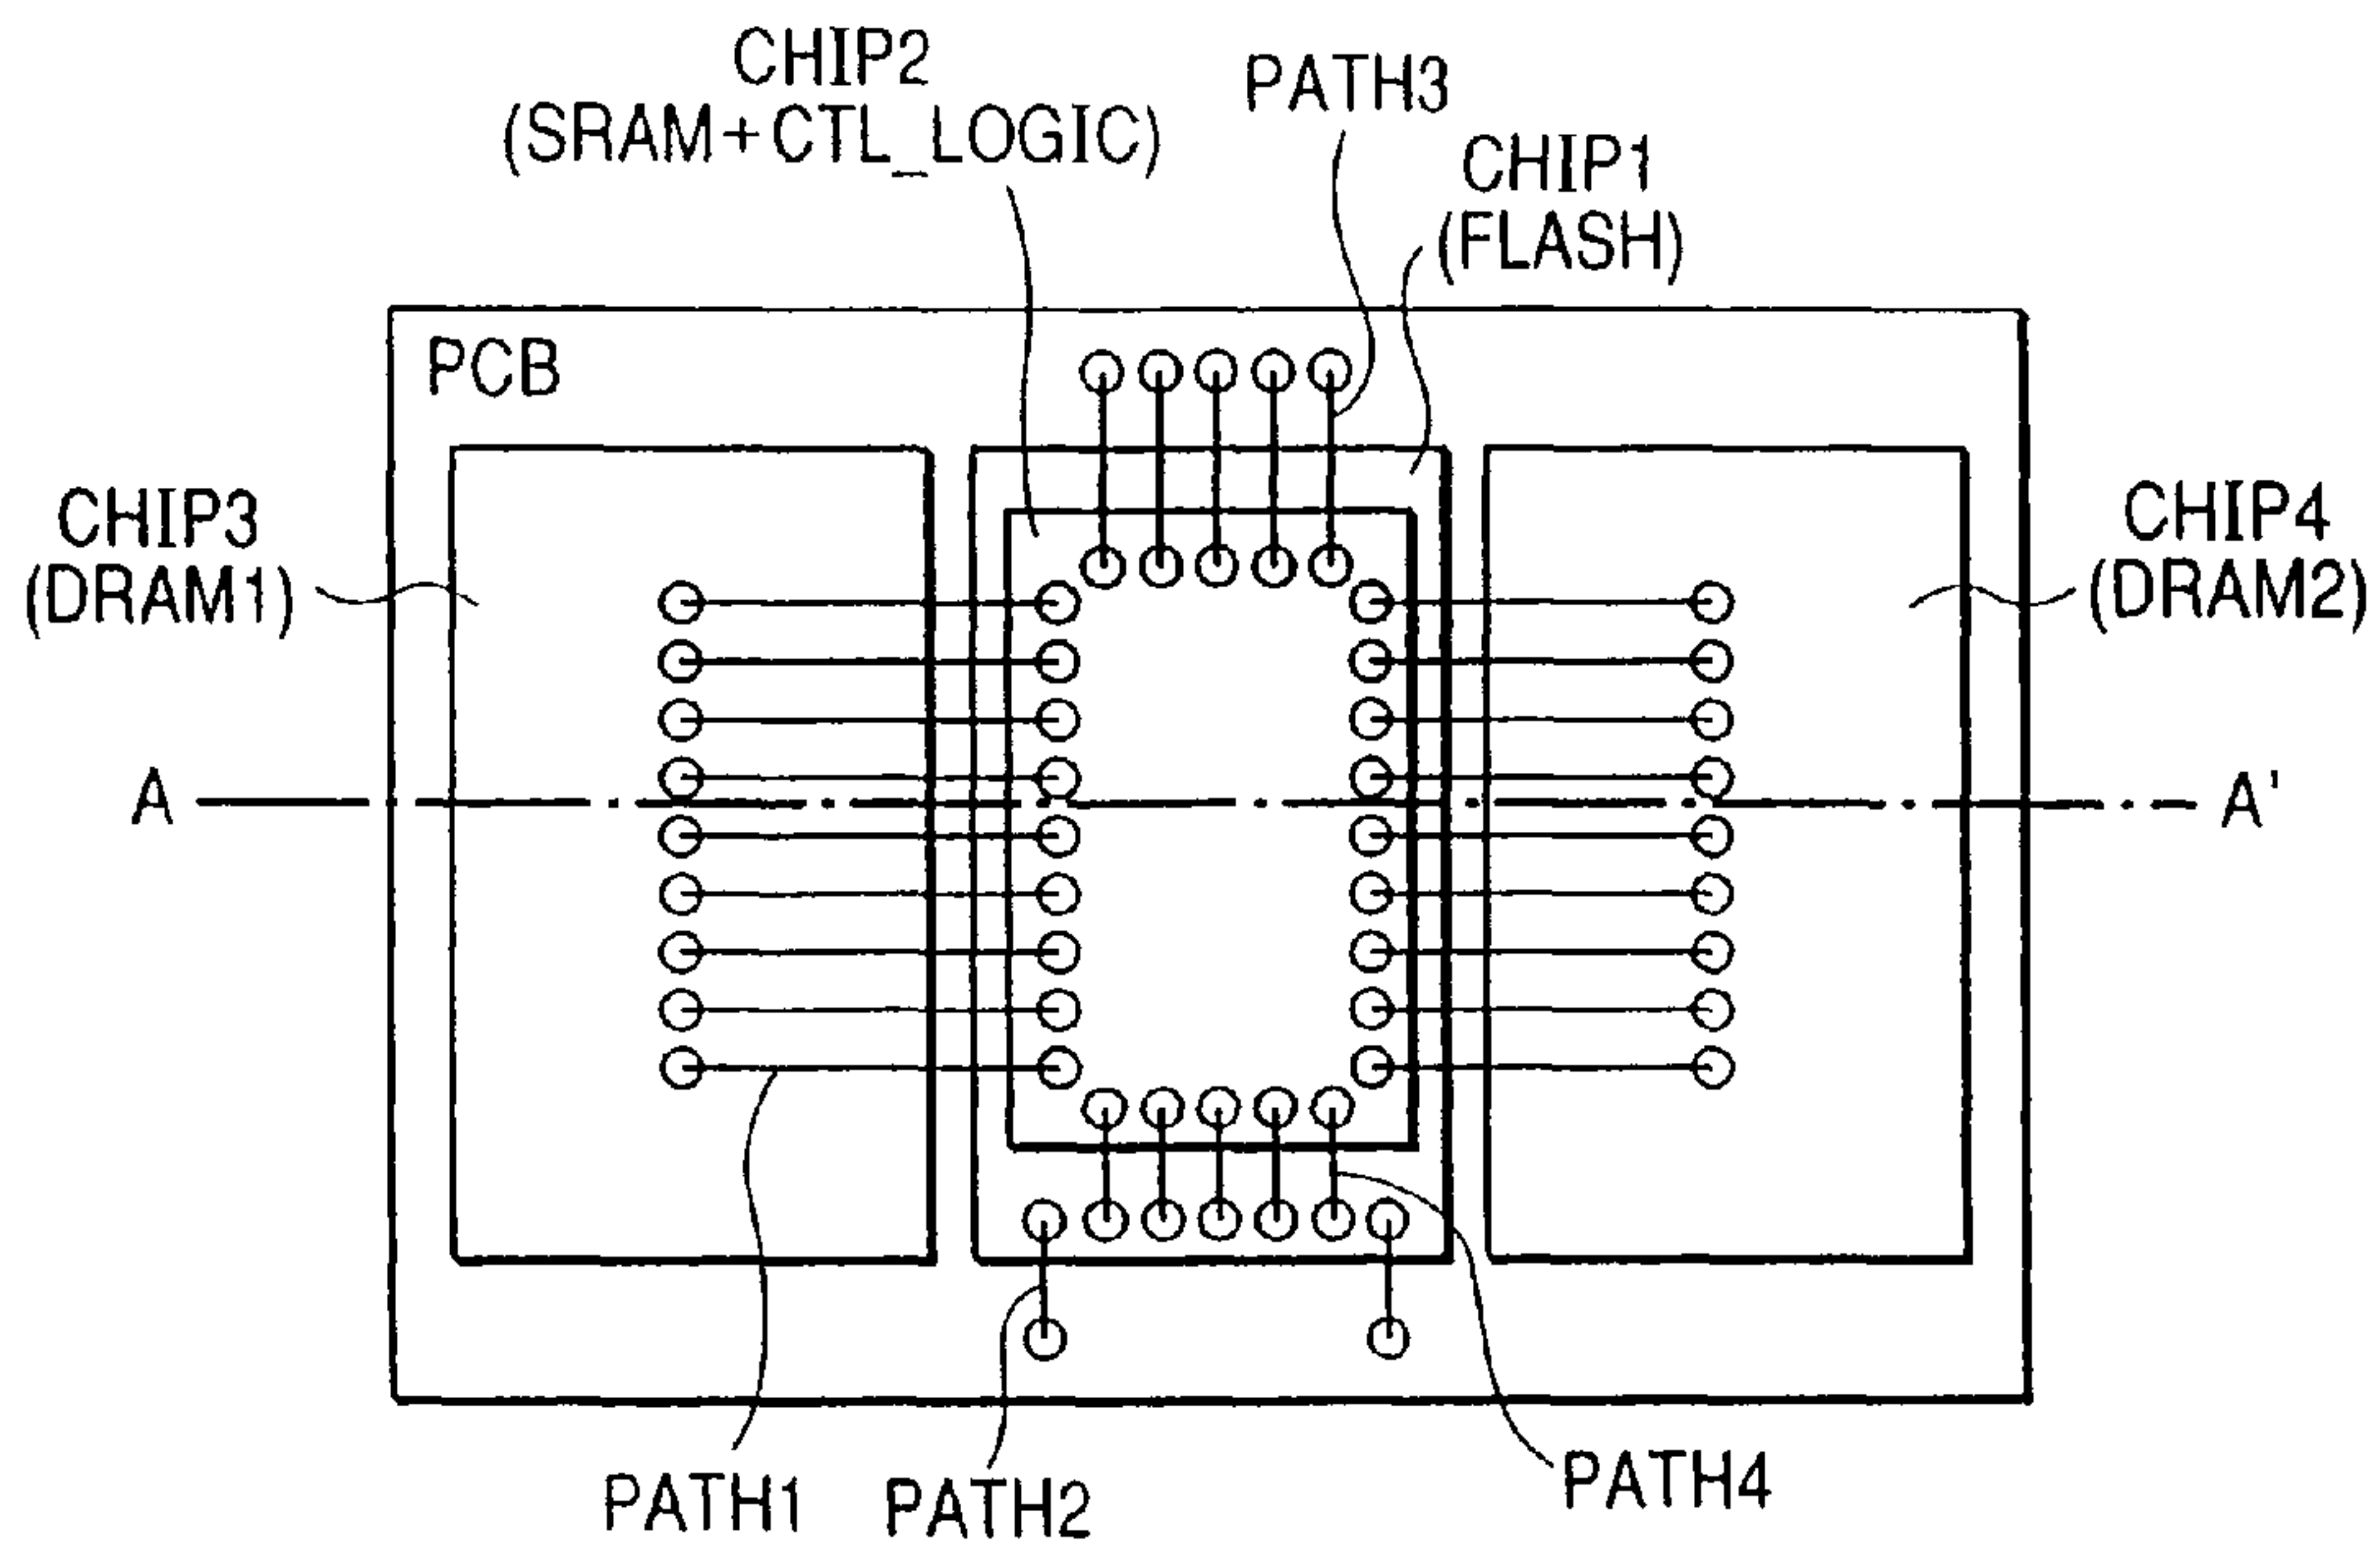 CHIP2
(SRAM+CTL_LOGIC)
PATH3
CHIP1
(FLASH)
PCB
CHIP3
(DRAM1)
CHIP4
(DRAM2)
A
A'
PATH1
PATH2
PATH4